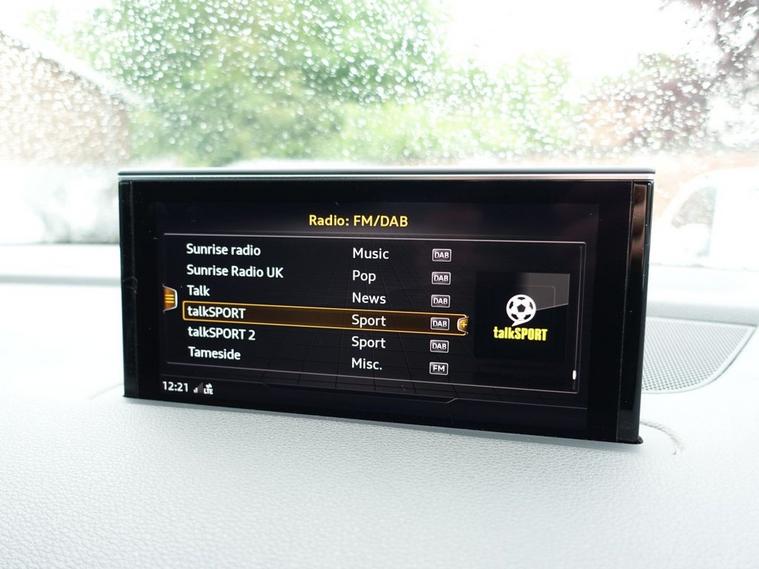 Radio: FM/DAB
Sunrise radio Music DAB
Sunrise Radio UK Pop DAB
Talk News DAB
talkSPORT Sport DAB
talkSPORT 2 Sport DAB
Tameside Misc. FM
talkSPORT
12:21 LTE